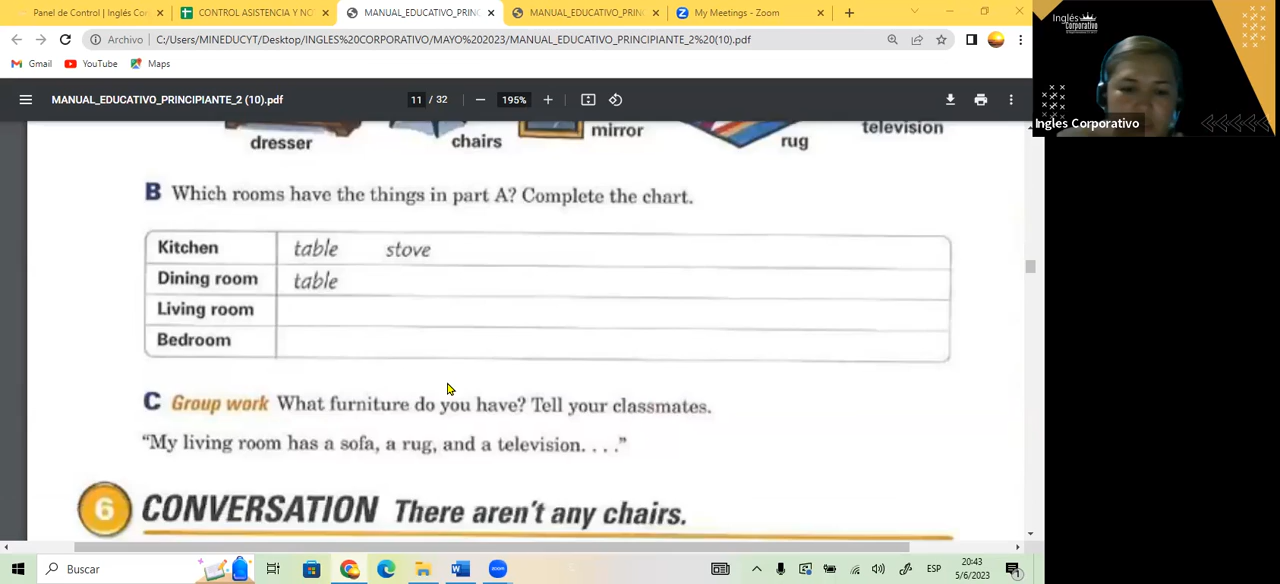 Panel de Control | Inglés Co
CONTROL ASISTENCIA Y NO
MANUAL_EDUCATIVO_PRINC
MANUAL_EDUCATIVO_PRINC
My Meetings - Zoom
Archivo
C:/Users/MINEDUCYT/Desktop/INGLES%20CORPORATIVO/MAYO%202023/MANUAL_EDUCATIVO_PRINCIPIANTE_2%20(10).pdf
Gmail YouTube Maps
MANUAL_EDUCATIVO_PRINCIPIANTE_2 (10).pdf
11 / 32
195%
dresser chairs mirror rug television
B Which rooms have the things in part A? Complete the chart.
Kitchen table stove
Dining room table
Living room
Bedroom
C Group work What furniture do you have? Tell your classmates.
“My living room has a sofa, a rug, and a television. . . .”
6 CONVERSATION There aren't any chairs.
Inglés
Corporativo
Ingles Corporativo
Buscar
ESP
20:43
5/6/2023